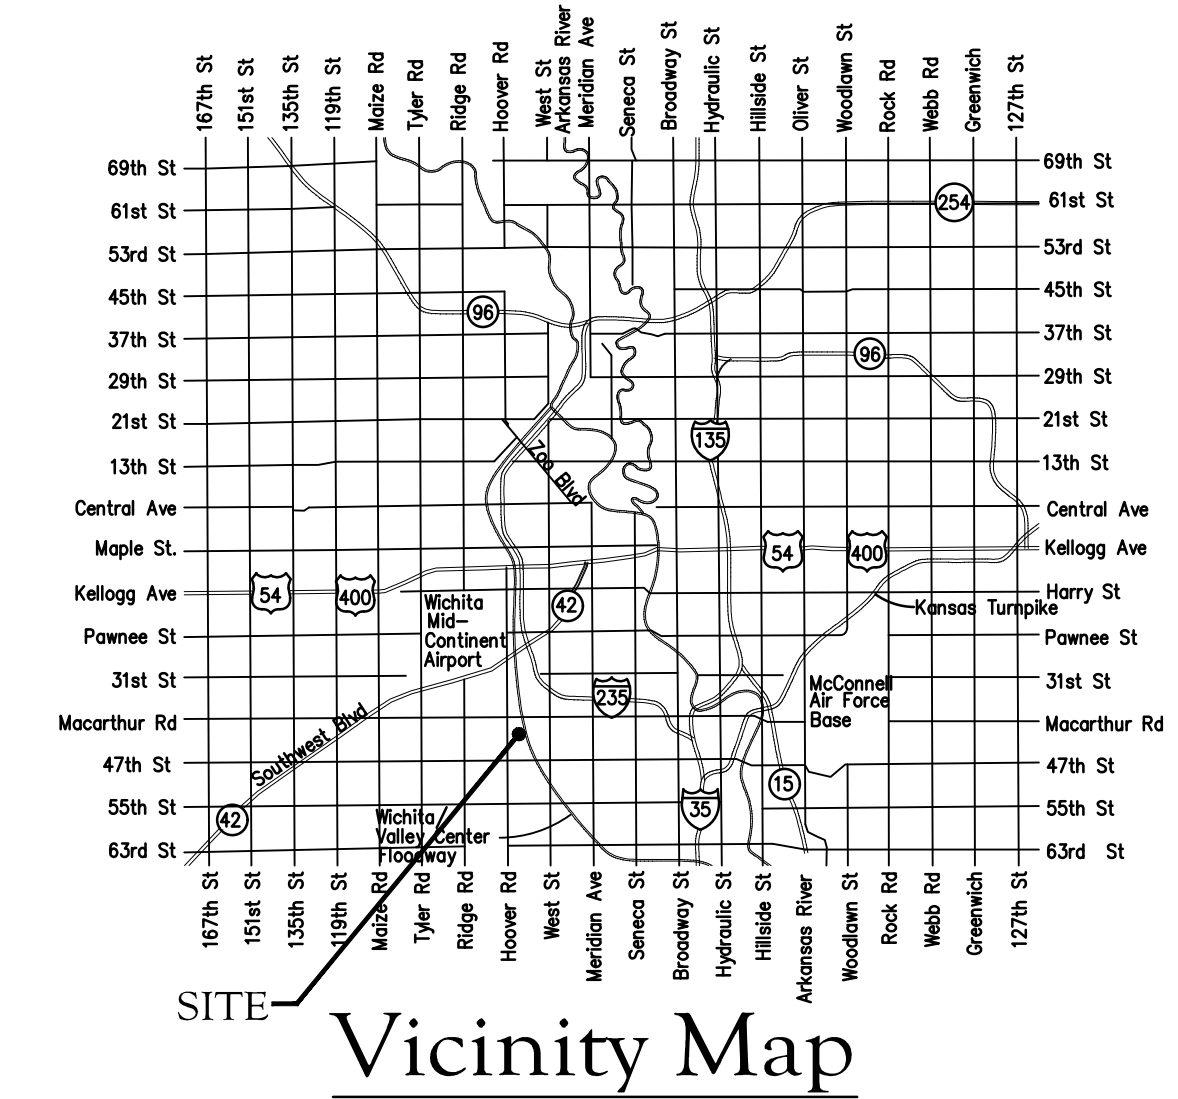 167th St
151st St
135th St
119th St
Maize Rd
Tyler Rd
Ridge Rd
Hoover Rd
West St
Arkansas River
Meridian Ave
Seneca St
Broadway St
Hydraulic St
Hillside St
Oliver St
Woodlawn St
Rock Rd
Webb Rd
Greenwich
127th St
69th St
69th St
61st St
254
61st St
53rd St
53rd St
45th St
96
45th St
37th St
96
37th St
29th St
29th St
21st St
135
21st St
13th St
Zoo Blvd
13th St
Central Ave
Central Ave
Maple St.
54
400
Kellogg Ave
Kellogg Ave
54
400
42
Harry St
Wichita
Mid-
Continent
Airport
Kansas Turnpike
Pawnee St
Pawnee St
31st St
235
McConnell
Air Force
Base
31st St
Macarthur Rd
Southwest Blvd
Macarthur Rd
47th St
15
47th St
55th St
42
Wichita
Valley Center
Floodway
35
55th St
63rd St
63rd St
167th St
151st St
135th St
119th St
Maize Rd
Tyler Rd
Ridge Rd
Hoover Rd
West St
Meridian Ave
Seneca St
Broadway St
Hydraulic St
Hillside St
Arkansas River
Woodlawn St
Rock Rd
Webb Rd
Greenwich
127th St
SITE
Vicinity Map